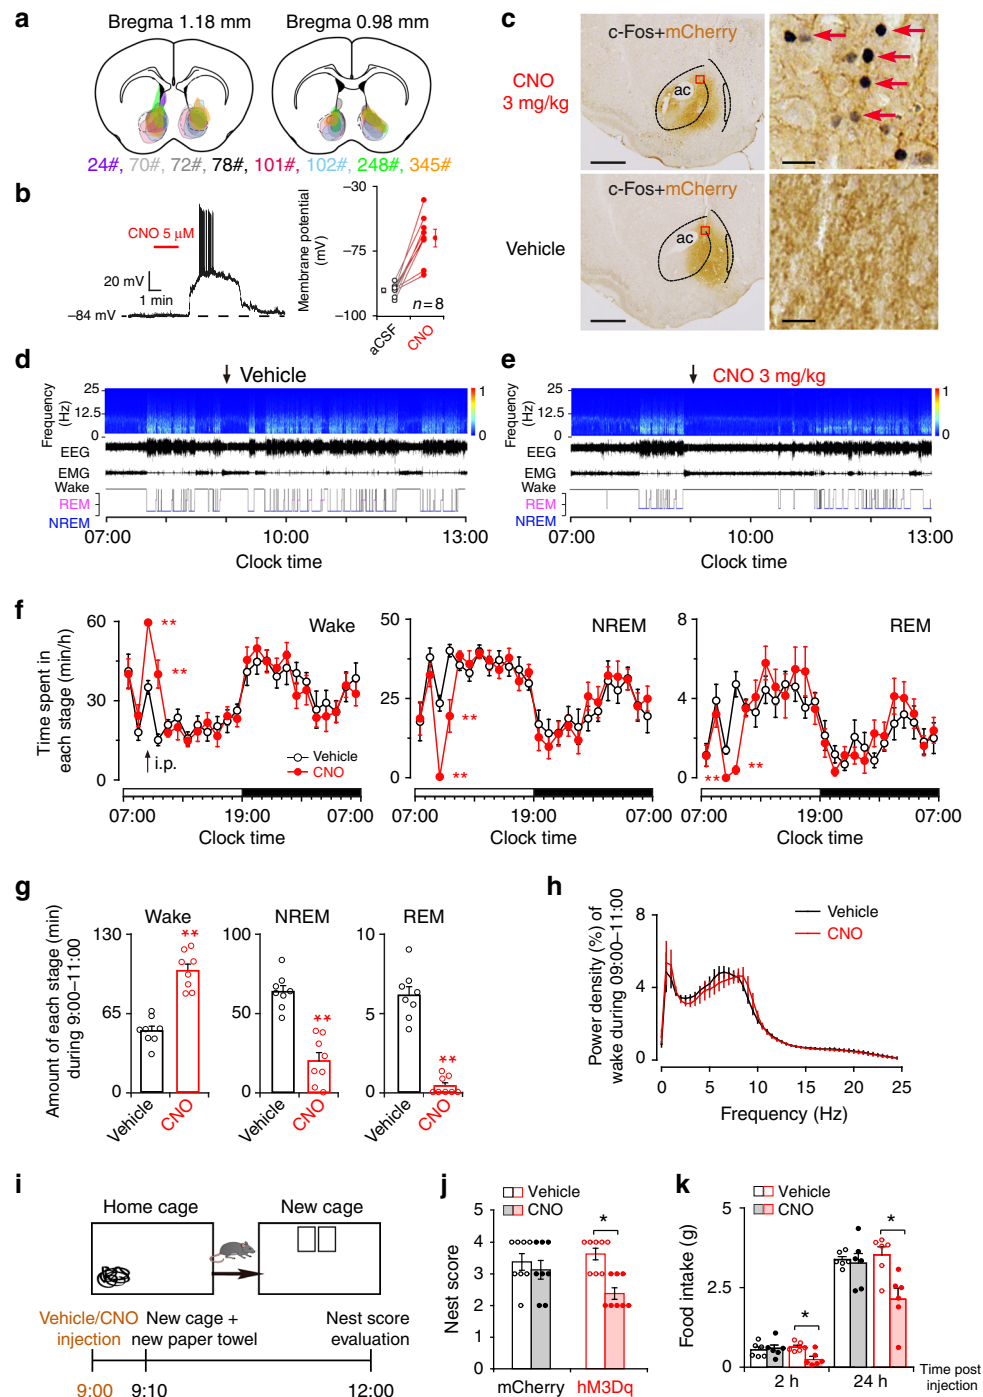 a
Bregma 1.18 mm
Bregma 0.98 mm
24#, 70#, 72#, 78#, 101#, 102#, 248#, 345#
b
CNO 5 μM
20 mV
1 min
−84 mV
Membrane potential
(mV)
−30
−75
−100
n=8
aCSF
CNO
c
CNO
3 mg/kg
c-Fos+mCherry
ac
Vehicle
c-Fos+mCherry
ac
d
Vehicle
Frequency
(Hz)
25
12.5
0
1
0
EEG
EMG
Wake
REM
NREM
07:00
10:00
13:00
Clock time
e
CNO 3 mg/kg
Frequency
(Hz)
25
12.5
0
1
0
EEG
EMG
Wake
REM
NREM
07:00
10:00
13:00
Clock time
f
Time spent in
each stage (min/h)
60
30
0
Wake
**
**
i.p.
Vehicle
CNO
07:00
19:00
07:00
Clock time
50
25
0
NREM
**
**
07:00
19:00
07:00
Clock time
8
4
0
REM
**
**
07:00
19:00
07:00
Clock time
g
Amount of each stage (min)
during 9:00–11:00
Wake
130
65
0
**
Vehicle
CNO
NREM
100
50
0
**
Vehicle
CNO
REM
10
5
0
**
Vehicle
CNO
h
Power density (%) of
wake during 09:00–11:00
8
4
0
Vehicle
CNO
0
5
10
15
20
25
Frequency (Hz)
i
Home cage
New cage
Vehicle/CNO
injection
New cage +
new paper towel
Nest score
evaluation
9:00
9:10
12:00
j
Vehicle
CNO
Nest score
5
4
3
2
1
0
*
mCherry
hM3Dq
k
Vehicle
CNO
Food intake (g)
5
2.5
0
*
*
2 h
24 h
Time post
injection